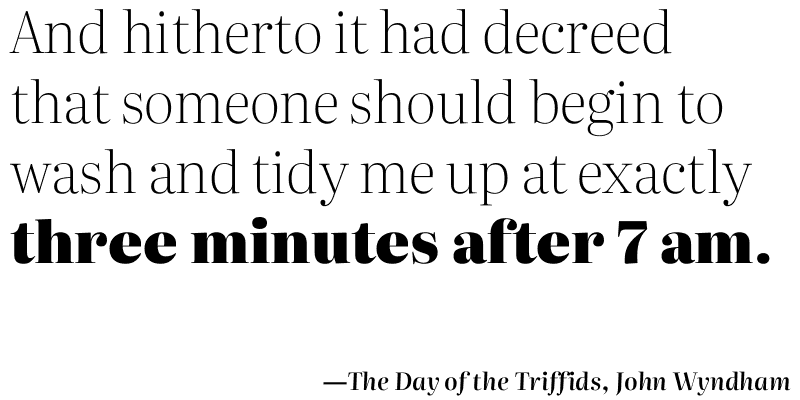 And hitherto it had decreed
that someone should begin to
wash and tidy me up at exactly
three minutes after 7 am.
—The Day of the Triffids, John Wyndham